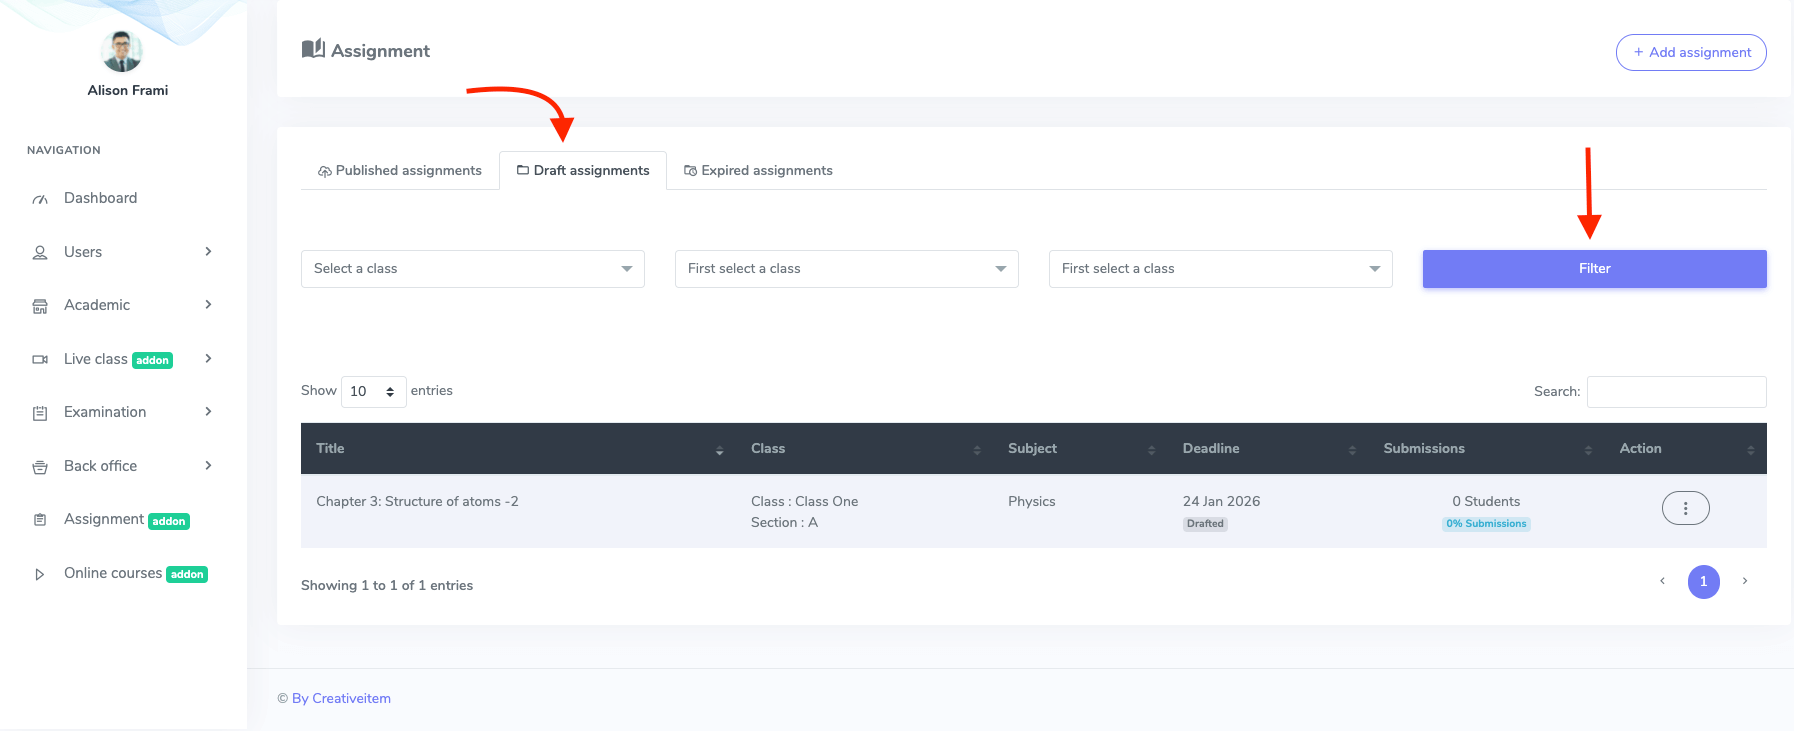 Alison Frami
NAVIGATION
Dashboard
Users
Academic
Live class addon
Examination
Back office
Assignment addon
Online courses addon
Assignment
+ Add assignment
Published assignments
Draft assignments
Expired assignments
Select a class
First select a class
First select a class
Filter
Show 10 entries
Search:
Title Class Subject Deadline Submissions Action
Chapter 3: Structure of atoms -2
Class : Class One
Section : A
Physics
24 Jan 2026
Drafted
0 Students
0% Submissions
Showing 1 to 1 of 1 entries
‹ 1 ›
© By Creativeitem